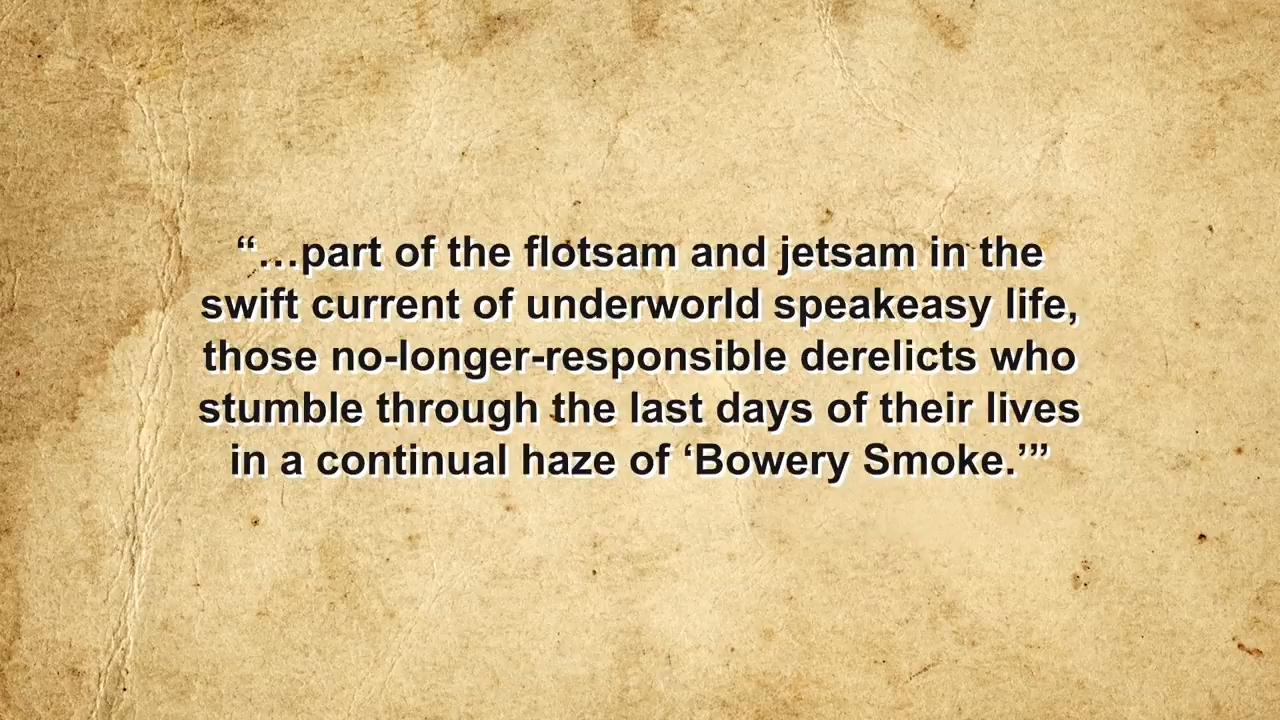 “…part of the flotsam and jetsam in the
swift current of underworld speakeasy life,
those no-longer-responsible derelicts who
stumble through the last days of their lives
in a continual haze of ‘Bowery Smoke.’”